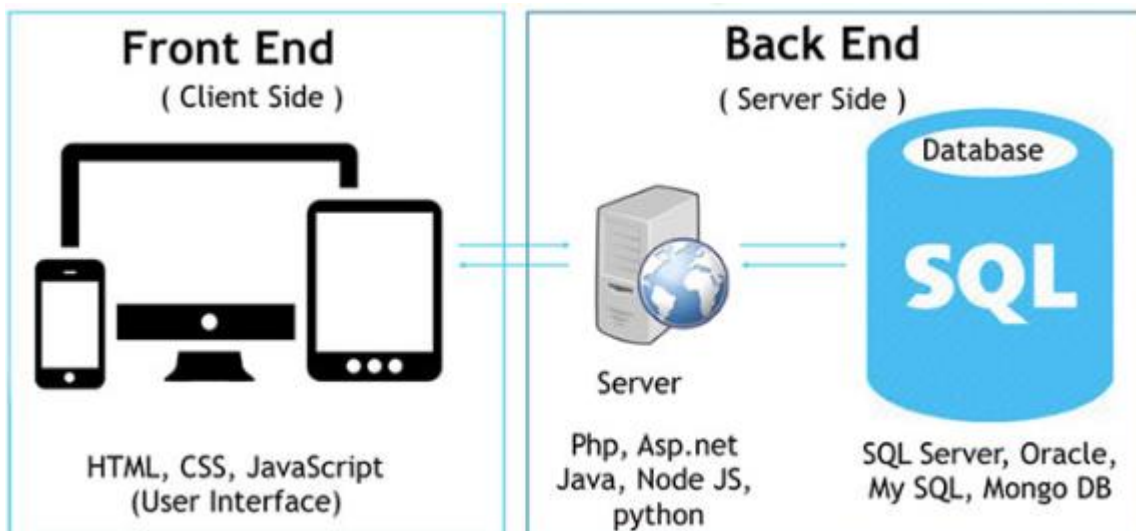 Front End
( Client Side )
HTML, CSS, JavaScript
(User Interface)
Back End
( Server Side )
Server
Php, Asp.net
Java, Node JS,
python
Database
SQL
SQL Server, Oracle,
My SQL, Mongo DB